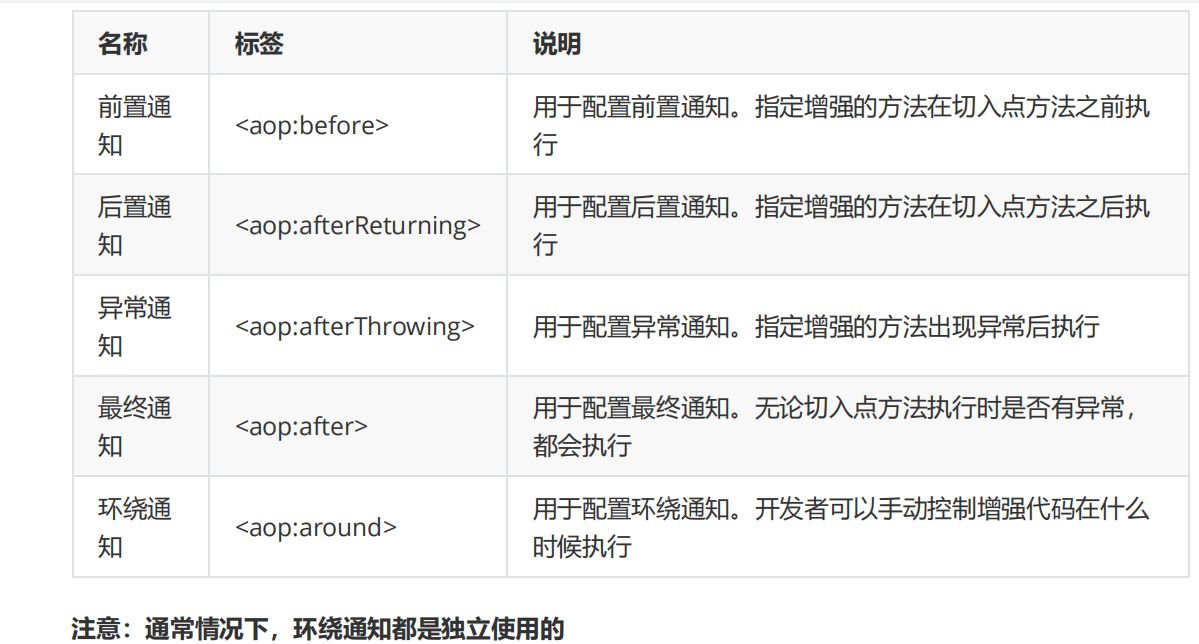 名称 标签 说明
前置通
知
<aop:before>
用于配置前置通知。指定增强的方法在切入点方法之前执
行
后置通
知
<aop:afterReturning>
用于配置后置通知。指定增强的方法在切入点方法之后执
行
异常通
知
<aop:afterThrowing>
用于配置异常通知。指定增强的方法出现异常后执行
最终通
知
<aop:after>
用于配置最终通知。无论切入点方法执行时是否有异常，
都会执行
环绕通
知
<aop:around>
用于配置环绕通知。开发者可以手动控制增强代码在什么
时候执行
注意：通常情况下，环绕通知都是独立使用的